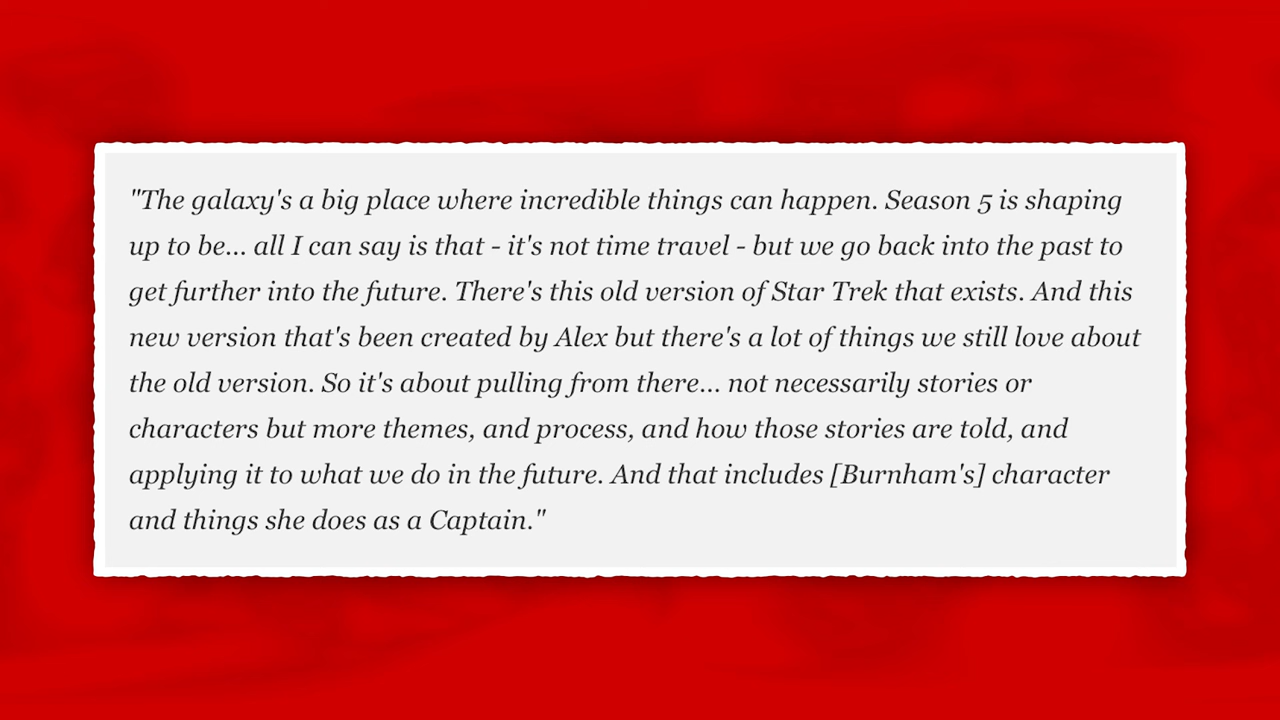 "The galaxy's a big place where incredible things can happen. Season 5 is shaping
up to be... all I can say is that - it's not time travel - but we go back into the past to
get further into the future. There's this old version of Star Trek that exists. And this
new version that's been created by Alex but there's a lot of things we still love about
the old version. So it's about pulling from there... not necessarily stories or
characters but more themes, and process, and how those stories are told, and
applying it to what we do in the future. And that includes [Burnham's] character
and things she does as a Captain."